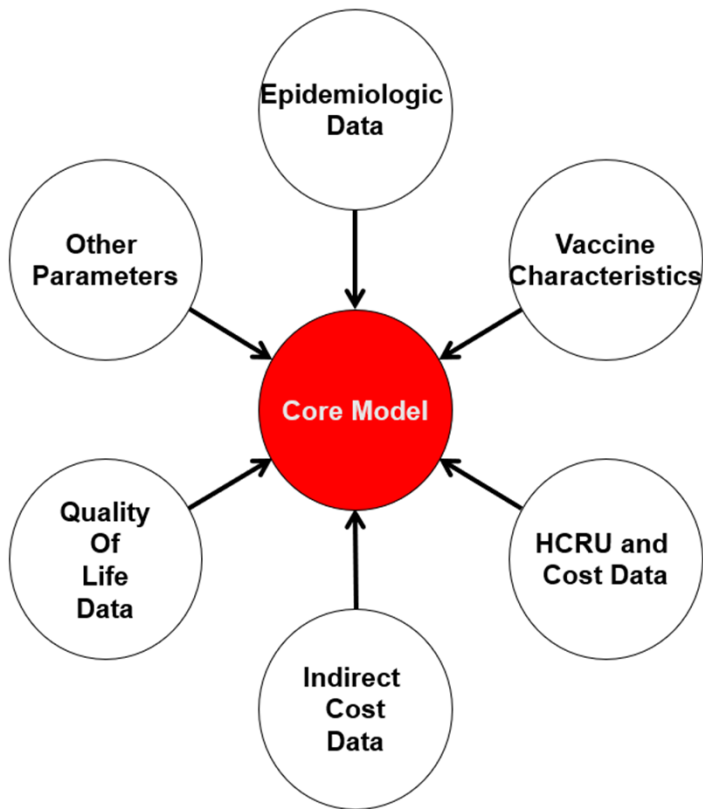 Epidemiologic
Data
Other
Parameters
Vaccine
Characteristics
Core Model
Quality
Of
Life
Data
HCRU and
Cost Data
Indirect
Cost
Data